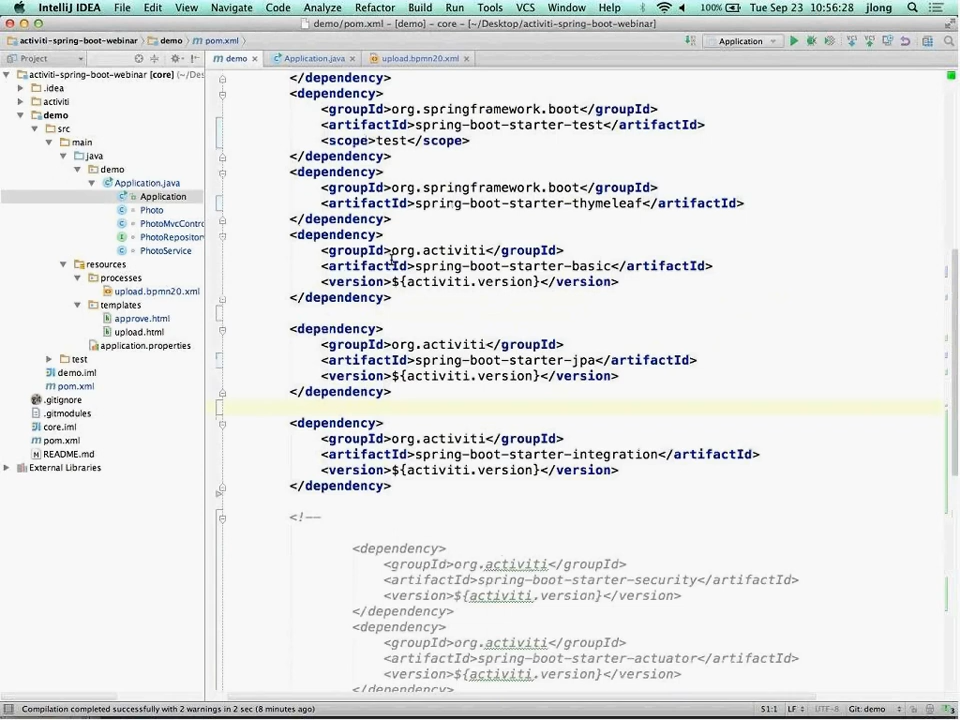 IntelliJ IDEA File Edit View Navigate Code Analyze Refactor Build Run Tools VCS Window Help 100% Tue Sep 23 10:56:28 jlong
demo/pom.xml - [demo] - core - [~/Desktop/activiti-spring-boot-webinar]
activiti-spring-boot-webinar demo pom.xml Application
Project
demo Application.java upload.bpmn20.xml
activiti-spring-boot-webinar [core] (~/Des
.idea
activiti
demo
src
main
java
demo
Application.java
Application
Photo
PhotoMvcContro
PhotoRepositor
PhotoService
resources
processes
upload.bpmn20.xml
templates
approve.html
upload.html
application.properties
test
demo.iml
pom.xml
.gitignore
.gitmodules
core.iml
pom.xml
README.md
External Libraries
</dependency>
<dependency>
<groupId>org.springframework.boot</groupId>
<artifactId>spring-boot-starter-test</artifactId>
<scope>test</scope>
</dependency>
<dependency>
<groupId>org.springframework.boot</groupId>
<artifactId>spring-boot-starter-thymeleaf</artifactId>
</dependency>
<dependency>
<groupId>org.activiti</groupId>
<artifactId>spring-boot-starter-basic</artifactId>
<version>${activiti.version}</version>
</dependency>
<dependency>
<groupId>org.activiti</groupId>
<artifactId>spring-boot-starter-jpa</artifactId>
<version>${activiti.version}</version>
</dependency>
<dependency>
<groupId>org.activiti</groupId>
<artifactId>spring-boot-starter-integration</artifactId>
<version>${activiti.version}</version>
</dependency>
<!--
<dependency>
<groupId>org.activiti</groupId>
<artifactId>spring-boot-starter-security</artifactId>
<version>${activiti.version}</version>
</dependency>
<dependency>
<groupId>org.activiti</groupId>
<artifactId>spring-boot-starter-actuator</artifactId>
<version>${activiti.version}</version>
</dependency>
Compilation completed successfully with 2 warnings in 2 sec (8 minutes ago) 51:1 LF UTF-8 Git: demo